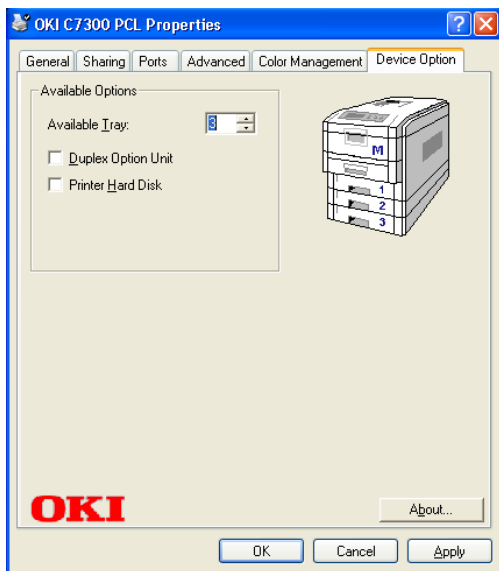 OKI C7300 PCL Properties
General Sharing Ports Advanced Color Management Device Option
Available Options
Available Tray: 3
Duplex Option Unit
Printer Hard Disk
M
1
2
3
OKI
About...
OK Cancel Apply